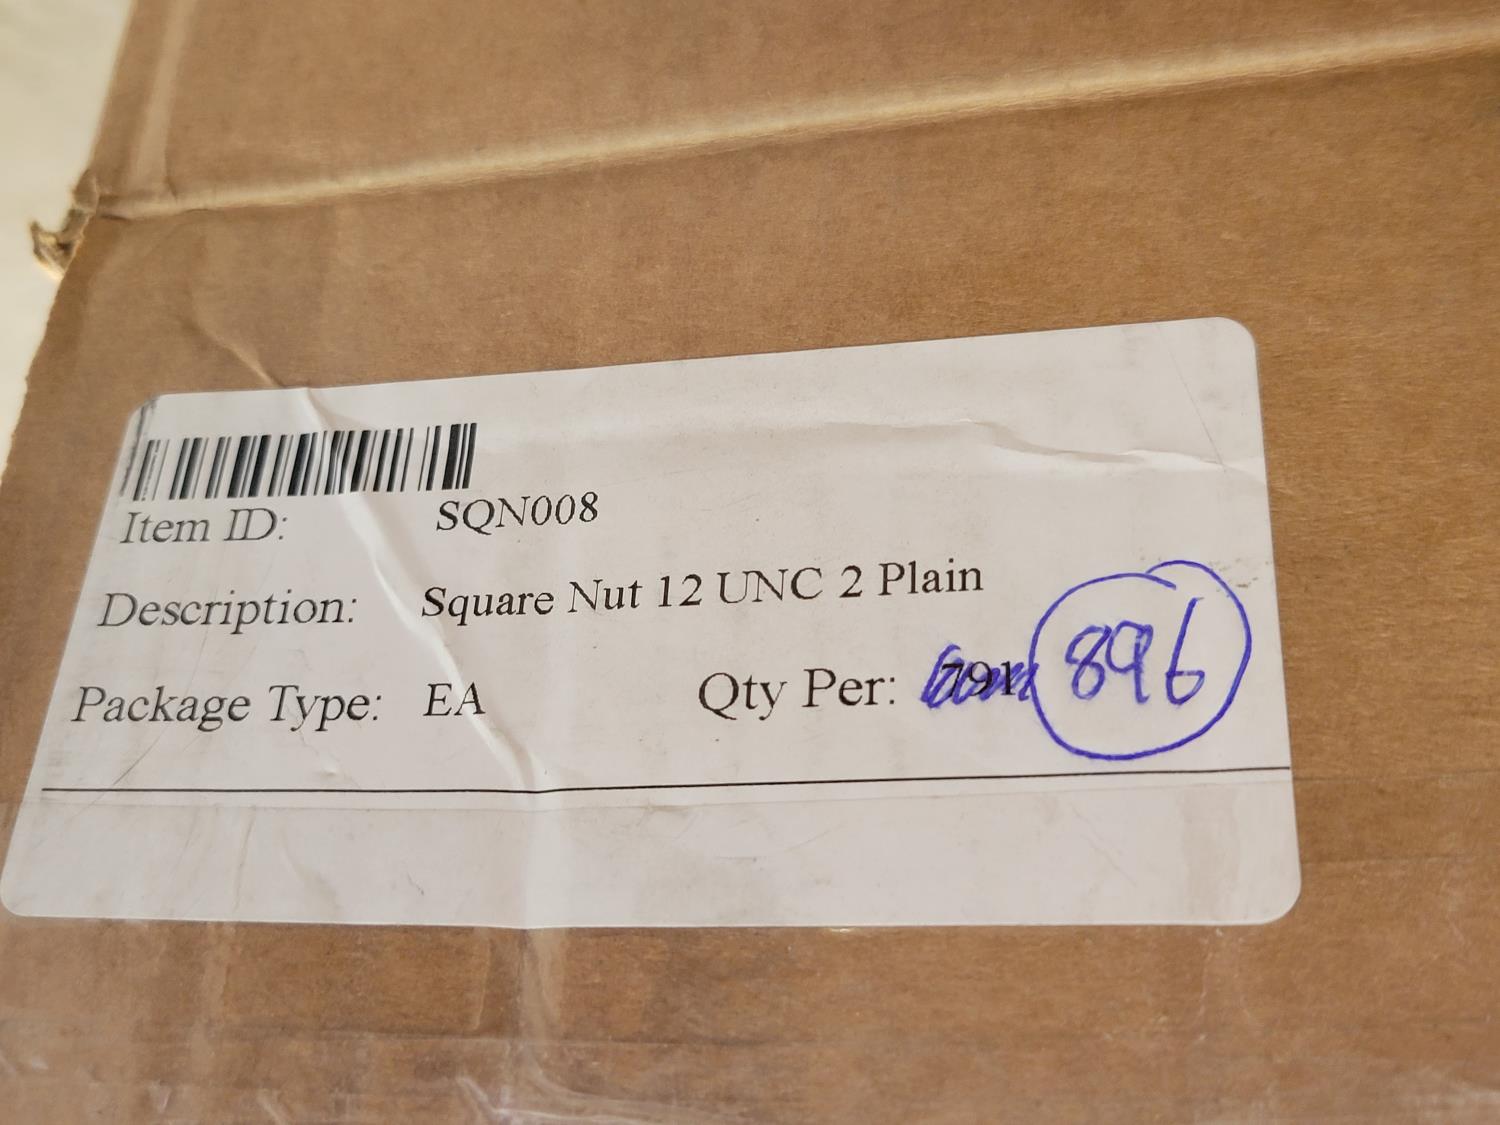 Item ID: SQN008
Description: Square Nut 12 UNC 2 Plain
Package Type: EA Qty Per: 791 896